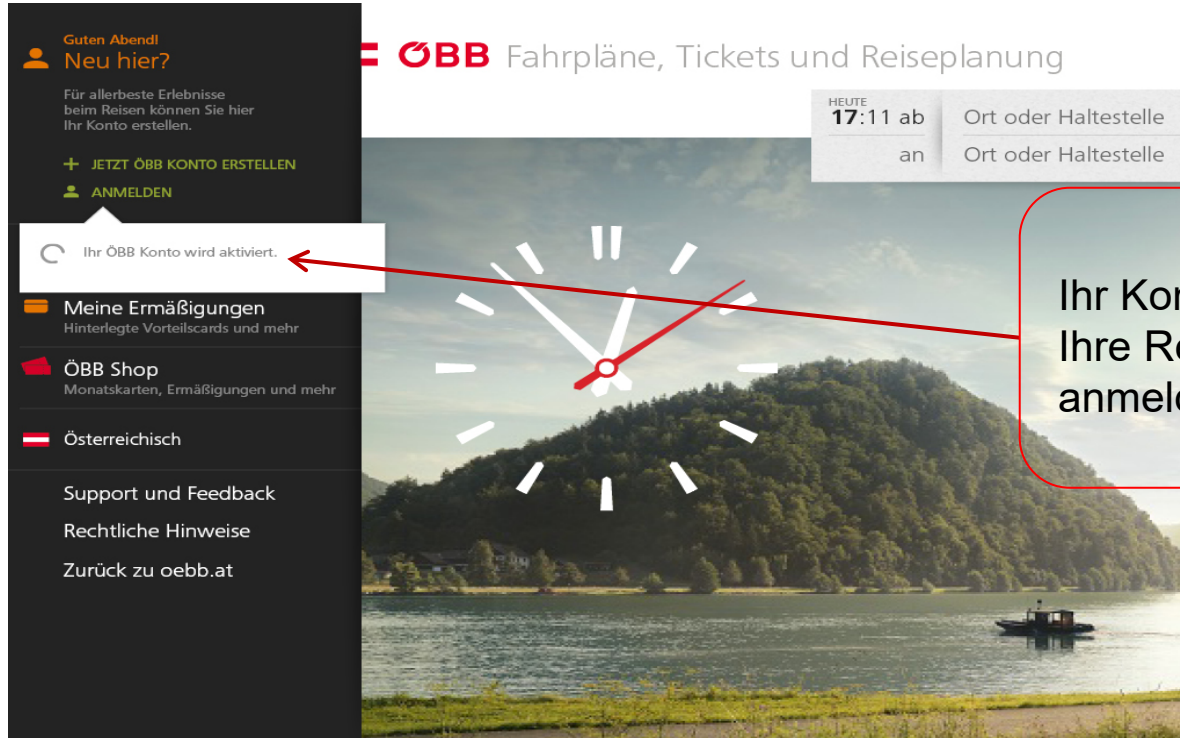 Guten Abend!
Neu hier?
Für allerbeste Erlebnisse
beim Reisen können Sie hier
Ihr Konto erstellen.
+ JETZT ÖBB KONTO ERSTELLEN
ANMELDEN
Ihr ÖBB Konto wird aktiviert.
Meine Ermäßigungen
Hinterlegte Vorteilscards und mehr
ÖBB Shop
Monatskarten, Ermäßigungen und mehr
Österreichisch
Support und Feedback
Rechtliche Hinweise
Zurück zu oebb.at
ÖBB Fahrpläne, Tickets und Reiseplanung
HEUTE
17:11 ab Ort oder Haltestelle
an Ort oder Haltestelle
Ihr
Ihre